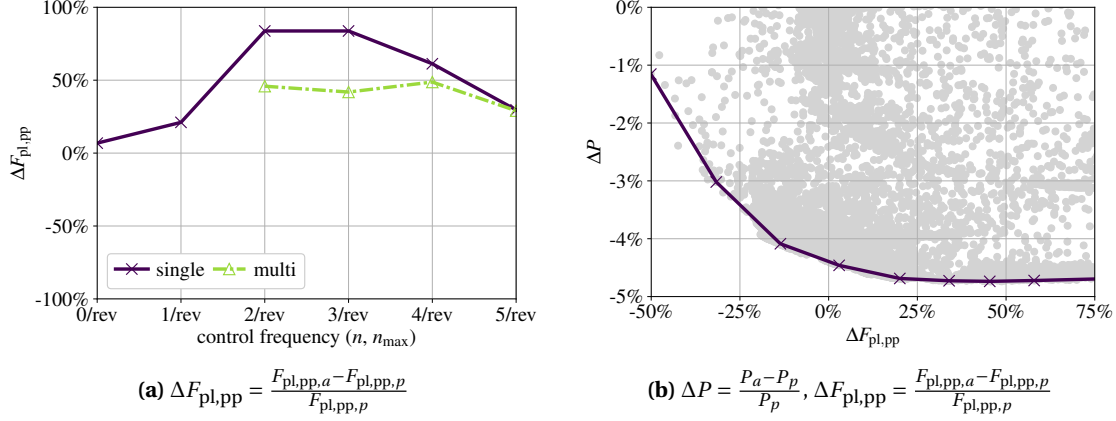 100%
50%
0%
-50%
-100%
ΔF_pl,pp
single
multi
0/rev 1/rev 2/rev 3/rev 4/rev 5/rev
control frequency (n, n_max)
0%
-1%
-2%
-3%
-4%
-5%
ΔP
-50% -25% 0% 25% 50% 75%
ΔF_pl,pp
(a) ΔF_pl,pp = (F_pl,pp,a − F_pl,pp,p) / F_pl,pp,p
(b) ΔP = (P_a − P_p) / P_p, ΔF_pl,pp = (F_pl,pp,a − F_pl,pp,p) / F_pl,pp,p